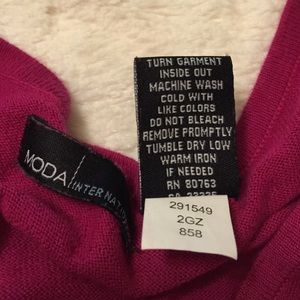 TURN GARMENT
INSIDE OUT
MACHINE WASH
COLD WITH
LIKE COLORS
DO NOT BLEACH
REMOVE PROMPTLY
TUMBLE DRY LOW
WARM IRON
IF NEEDED
RN 80763
MODA INTERNATIONAL
291549
2GZ
858